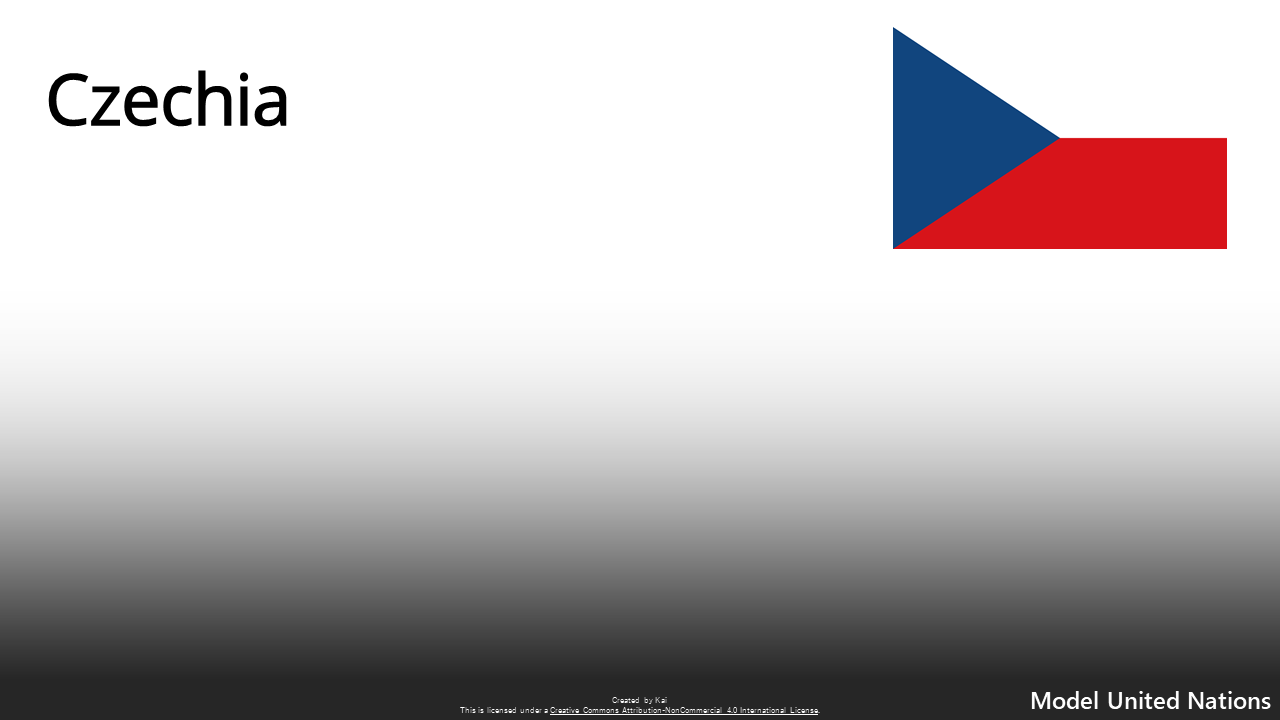 Czechia
Created by Kai
This is licensed under a Creative Commons Attribution-NonCommercial 4.0 International License.
Model United Nations